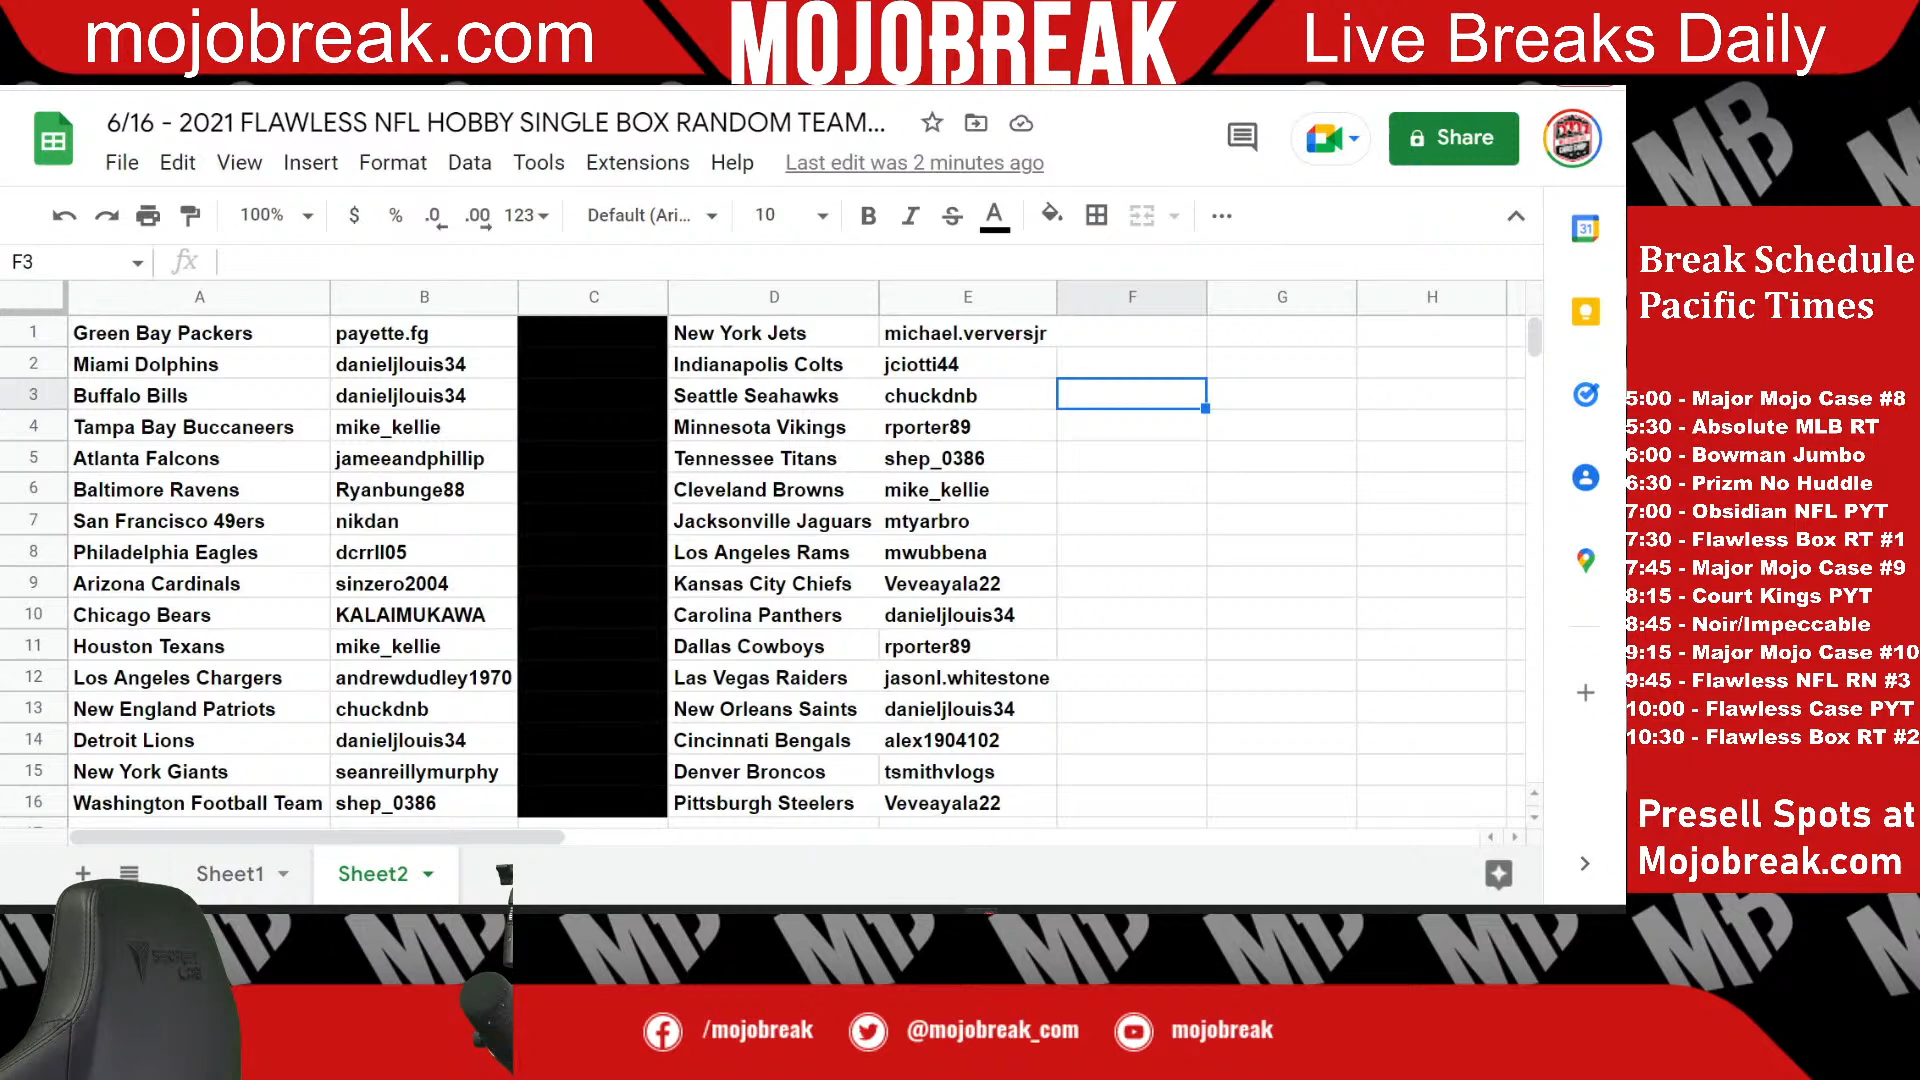 mojobreak.com
MOJOBREAK
Live Breaks Daily
6/16 - 2021 FLAWLESS NFL HOBBY SINGLE BOX RANDOM TEAM...
Share
File Edit View Insert Format Data Tools Extensions Help Last edit was 2 minutes ago
100% $ % .0 .00 123 Default (Ari... 10 B I S A
31
F3 fx
A B C D E F G H
1 Green Bay Packers payette.fg New York Jets michael.verversjr
2 Miami Dolphins danieljlouis34 Indianapolis Colts jciotti44
3 Buffalo Bills danieljlouis34 Seattle Seahawks chuckdnb
4 Tampa Bay Buccaneers mike_kellie Minnesota Vikings rporter89
5 Atlanta Falcons jameeandphillip Tennessee Titans shep_0386
6 Baltimore Ravens Ryanbunge88 Cleveland Browns mike_kellie
7 San Francisco 49ers nikdan Jacksonville Jaguars mtyarbro
8 Philadelphia Eagles dcrrll05 Los Angeles Rams mwubbena
9 Arizona Cardinals sinzero2004 Kansas City Chiefs Veveayala22
10 Chicago Bears KALAIMUKAWA Carolina Panthers danieljlouis34
11 Houston Texans mike_kellie Dallas Cowboys rporter89
12 Los Angeles Chargers andrewdudley1970 Las Vegas Raiders jasonl.whitestone
13 New England Patriots chuckdnb New Orleans Saints danieljlouis34
14 Detroit Lions danieljlouis34 Cincinnati Bengals alex1904102
15 New York Giants seanreillymurphy Denver Broncos tsmithvlogs
16 Washington Football Team shep_0386 Pittsburgh Steelers Veveayala22
Sheet1 Sheet2
Break Schedule
Pacific Times
5:00 - Major Mojo Case #8
5:30 - Absolute MLB RT
6:00 - Bowman Jumbo
6:30 - Prizm No Huddle
7:00 - Obsidian NFL PYT
7:30 - Flawless Box RT #1
7:45 - Major Mojo Case #9
8:15 - Court Kings PYT
8:45 - Noir/Impeccable
9:15 - Major Mojo Case #10
9:45 - Flawless NFL RN #3
10:00 - Flawless Case PYT
10:30 - Flawless Box RT #2
Presell Spots at
Mojobreak.com
/mojobreak @mojobreak_com mojobreak